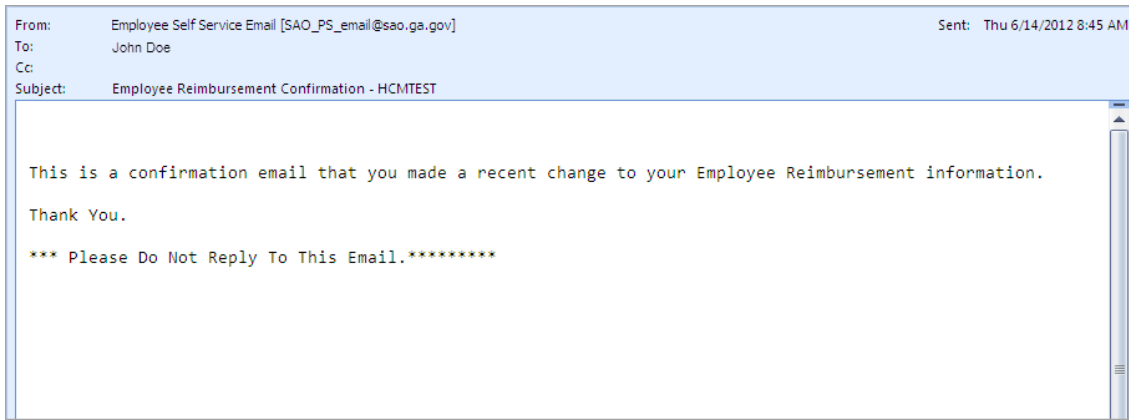 From: Employee Self Service Email [SAO_PS_email@sao.ga.gov] Sent: Thu 6/14/2012 8:45 AM
To: John Doe
Cc:
Subject: Employee Reimbursement Confirmation - HCMTEST
This is a confirmation email that you made a recent change to your Employee Reimbursement information.
Thank You.
*** Please Do Not Reply To This Email.*********